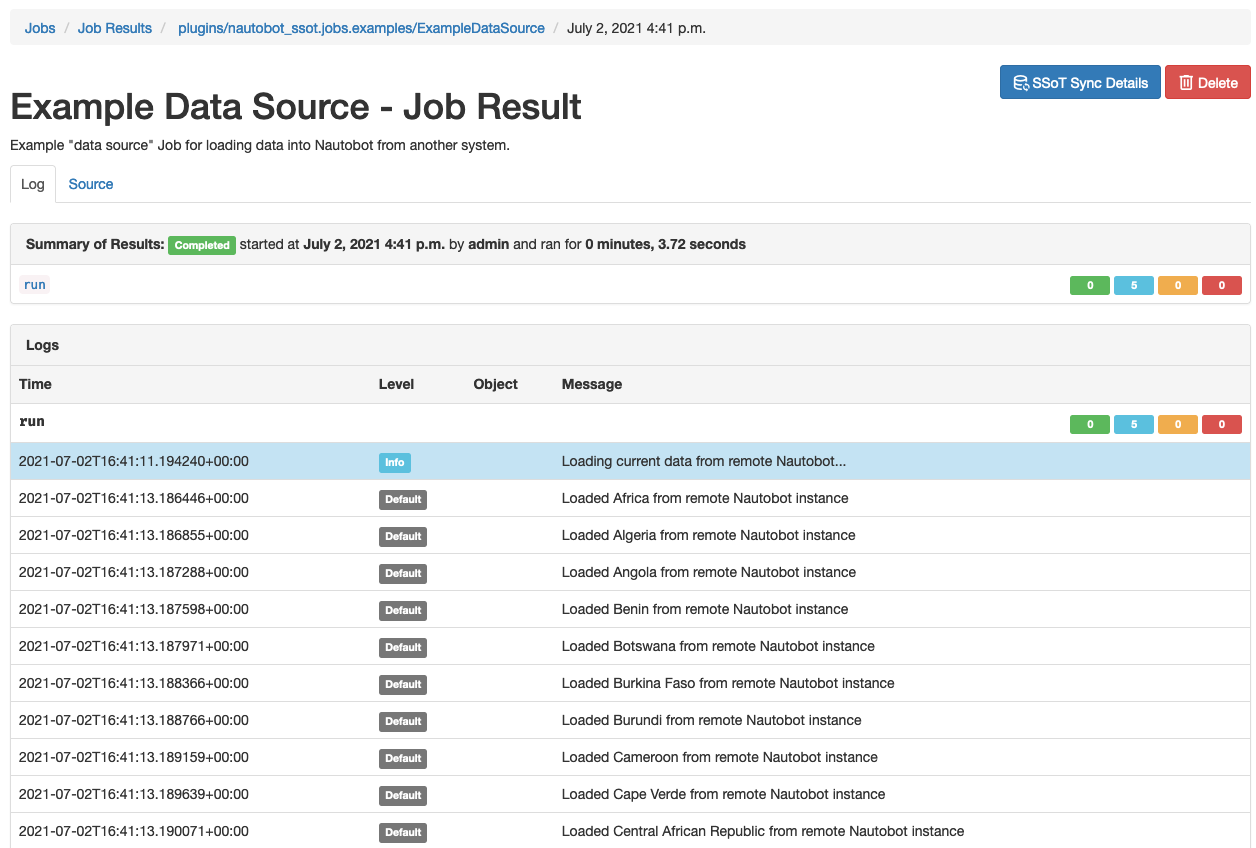 Jobs / Job Results / plugins/nautobot_ssot.jobs.examples/ExampleDataSource / July 2, 2021 4:41 p.m.
SSoT Sync Details Delete
Example Data Source - Job Result
Example "data source" Job for loading data into Nautobot from another system.
Log Source
Summary of Results: Completed started at July 2, 2021 4:41 p.m. by admin and ran for 0 minutes, 3.72 seconds
run 0 5 0 0
Logs
Time Level Object Message
run 0 5 0 0
2021-07-02T16:41:11.194240+00:00 Info Loading current data from remote Nautobot...
2021-07-02T16:41:13.186446+00:00 Default Loaded Africa from remote Nautobot instance
2021-07-02T16:41:13.186855+00:00 Default Loaded Algeria from remote Nautobot instance
2021-07-02T16:41:13.187288+00:00 Default Loaded Angola from remote Nautobot instance
2021-07-02T16:41:13.187598+00:00 Default Loaded Benin from remote Nautobot instance
2021-07-02T16:41:13.187971+00:00 Default Loaded Botswana from remote Nautobot instance
2021-07-02T16:41:13.188366+00:00 Default Loaded Burkina Faso from remote Nautobot instance
2021-07-02T16:41:13.188766+00:00 Default Loaded Burundi from remote Nautobot instance
2021-07-02T16:41:13.189159+00:00 Default Loaded Cameroon from remote Nautobot instance
2021-07-02T16:41:13.189639+00:00 Default Loaded Cape Verde from remote Nautobot instance
2021-07-02T16:41:13.190071+00:00 Default Loaded Central African Republic from remote Nautobot instance